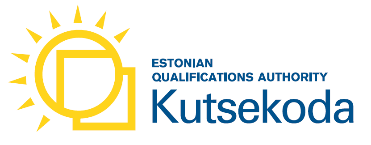 ESTONIAN
QUALIFICATIONS AUTHORITY
Kutsekoda